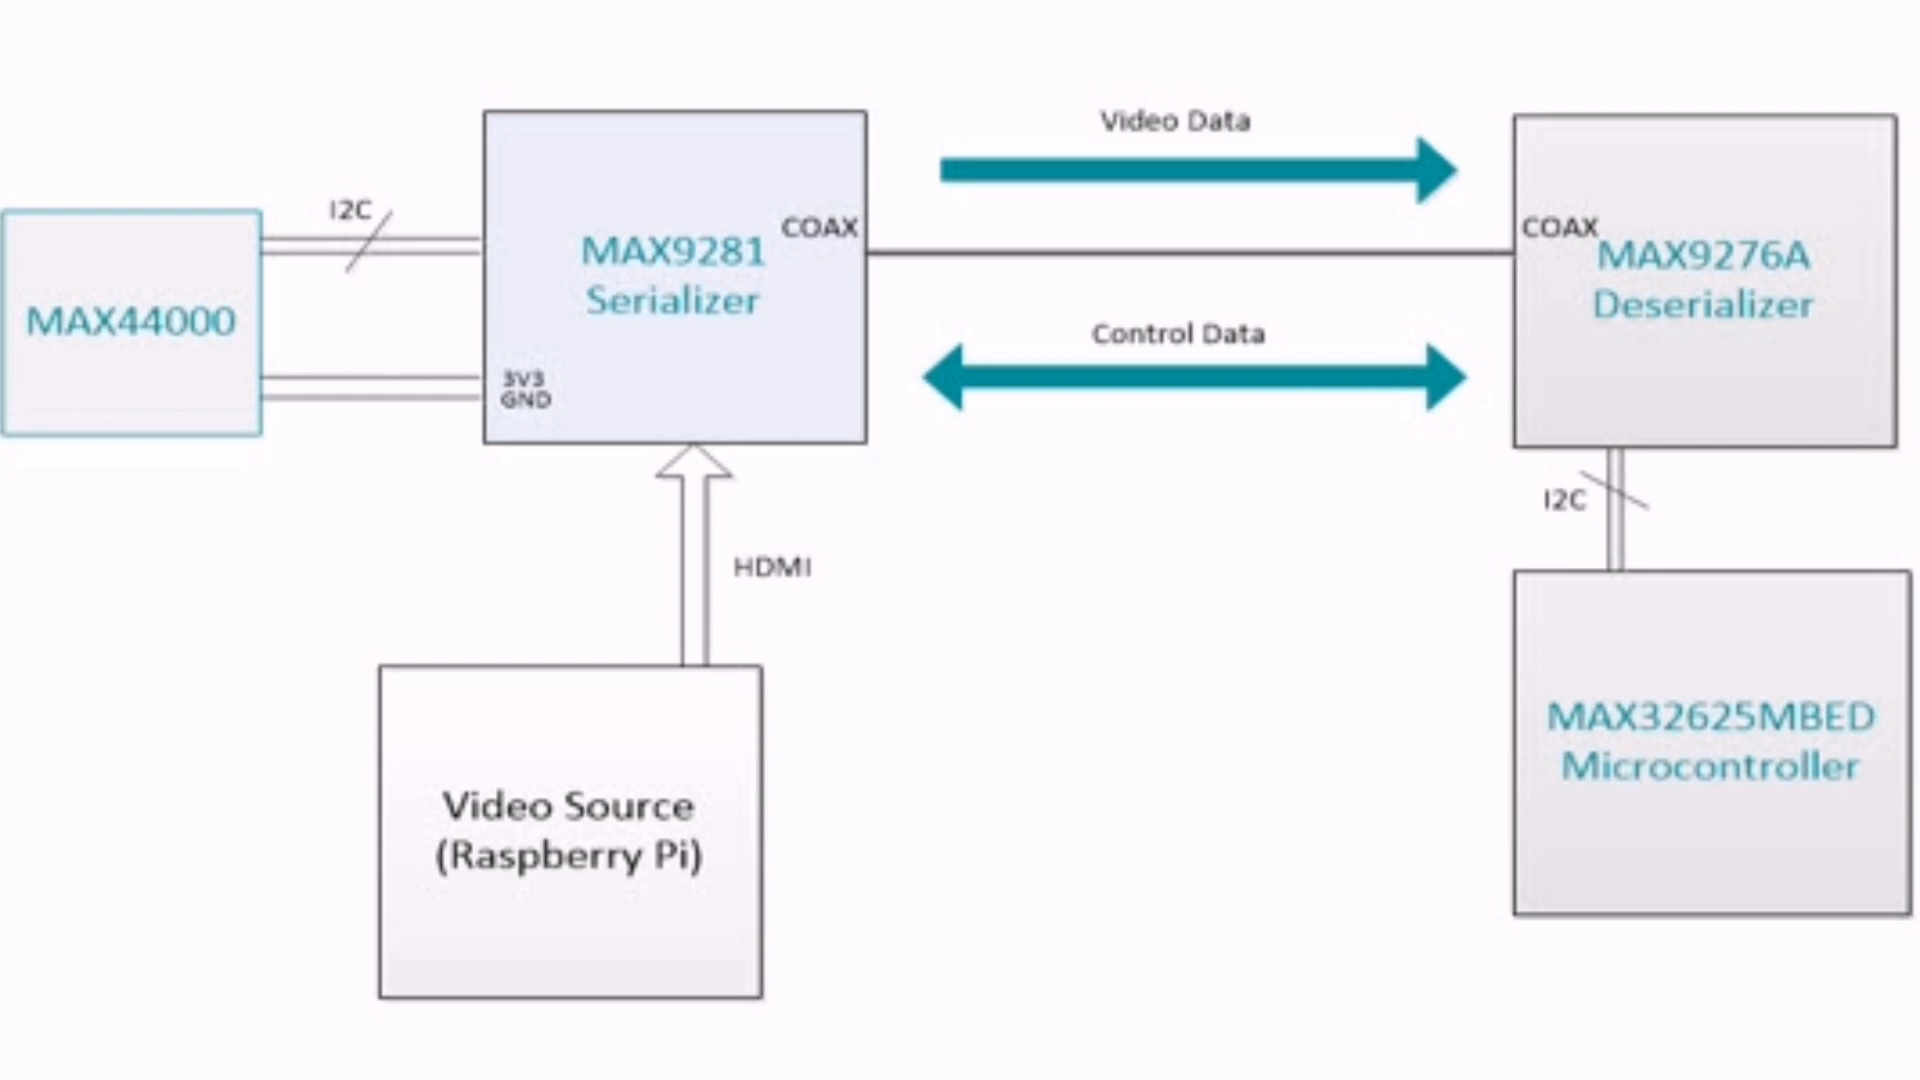 Video Data
I2C
COAX
COAX
MAX9281
Serializer
MAX9276A
Deserializer
MAX44000
Control Data
3V3
GND
I2C
HDMI
MAX32625MBED
Microcontroller
Video Source
(Raspberry Pi)